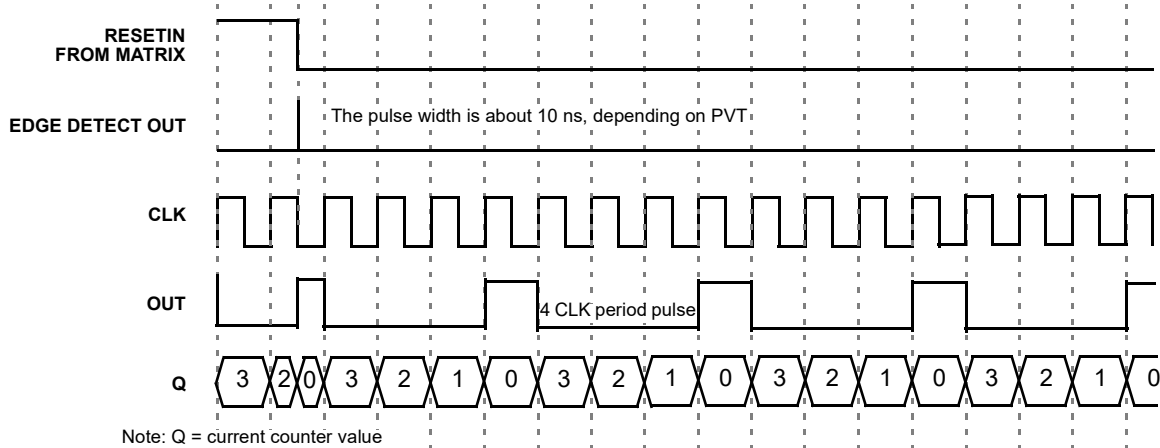 RESETIN
FROM MATRIX
EDGE DETECT OUT
The pulse width is about 10 ns, depending on PVT
CLK
OUT
4 CLK period pulse
Q
3 2 0 3 2 1 0 3 2 1 0 3 2 1 0 3 2 1 0
Note: Q = current counter value